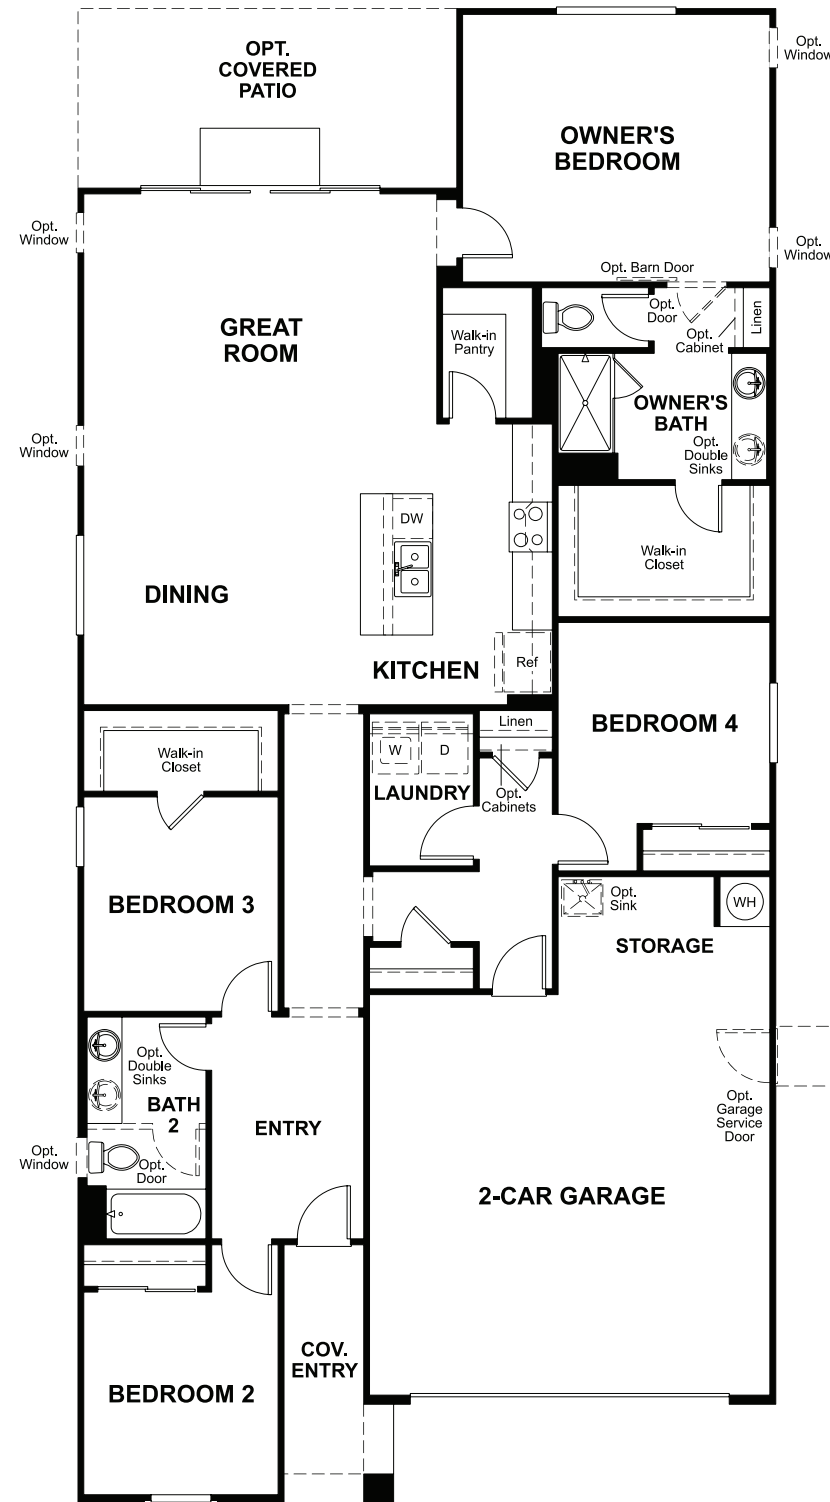 OPT.
COVERED
PATIO
Opt.
Window
OWNER'S
BEDROOM
Opt.
Window
Opt.
Window
Opt. Barn Door
Opt.
Door
Linen
Opt.
Cabinet
GREAT
ROOM
Walk-in
Pantry
OWNER'S
BATH
Opt.
Double
Sinks
Opt.
Window
DW
Walk-in
Closet
DINING
KITCHEN
Ref
BEDROOM 4
Linen
Walk-in
Closet
W
D
LAUNDRY
Opt.
Cabinets
BEDROOM 3
Opt.
Sink
WH
STORAGE
Opt.
Double
Sinks
BATH
2
ENTRY
Opt.
Garage
Service
Door
Opt.
Window
Opt.
Door
2-CAR GARAGE
COV.
ENTRY
BEDROOM 2